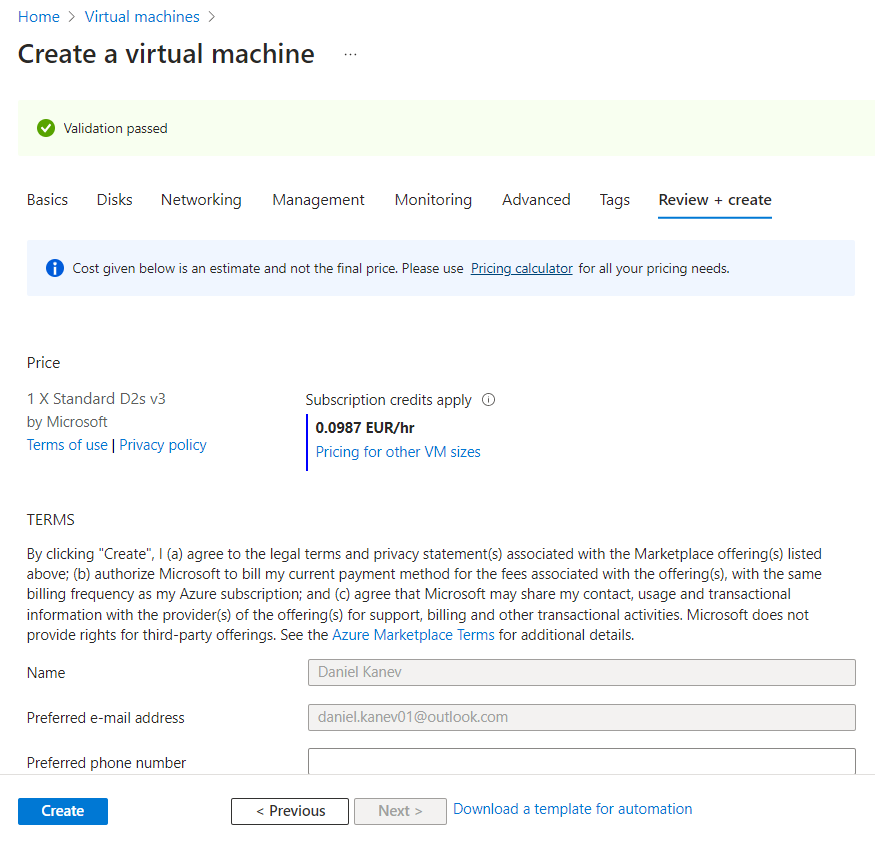 Home > Virtual machines >
Create a virtual machine ...
Validation passed
Basics Disks Networking Management Monitoring Advanced Tags Review + create
Cost given below is an estimate and not the final price. Please use Pricing calculator for all your pricing needs.
Price
1 X Standard D2s v3
by Microsoft
Terms of use | Privacy policy
Subscription credits apply
0.0987 EUR/hr
Pricing for other VM sizes
TERMS
By clicking "Create", I (a) agree to the legal terms and privacy statement(s) associated with the Marketplace offering(s) listed
above; (b) authorize Microsoft to bill my current payment method for the fees associated with the offering(s), with the same
billing frequency as my Azure subscription; and (c) agree that Microsoft may share my contact, usage and transactional
information with the provider(s) of the offering(s) for support, billing and other transactional activities. Microsoft does not
provide rights for third-party offerings. See the Azure Marketplace Terms for additional details.
Name Daniel Kanev
Preferred e-mail address daniel.kanev01@outlook.com
Preferred phone number
Create < Previous Next > Download a template for automation